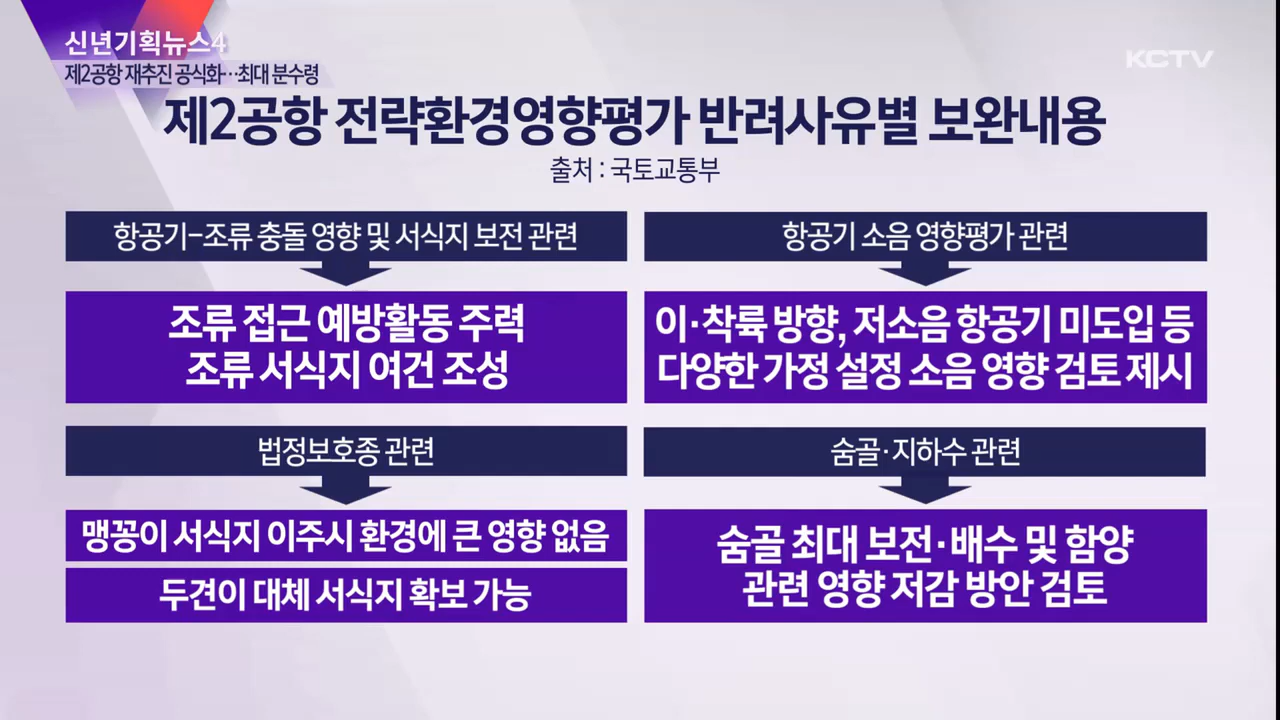 신년기획뉴스4
제2공항 재추진 공식화…최대 분수령
KCTV
제2공항 전략환경영향평가 반려사유별 보완내용
출처 : 국토교통부
항공기-조류 충돌 영향 및 서식지 보전 관련
조류 접근 예방활동 주력
조류 서식지 여건 조성
항공기 소음 영향평가 관련
이·착륙 방향, 저소음 항공기 미도입 등
다양한 가정 설정 소음 영향 검토 제시
법정보호종 관련
맹꽁이 서식지 이주시 환경에 큰 영향 없음
두견이 대체 서식지 확보 가능
숨골·지하수 관련
숨골 최대 보전·배수 및 함양
관련 영향 저감 방안 검토